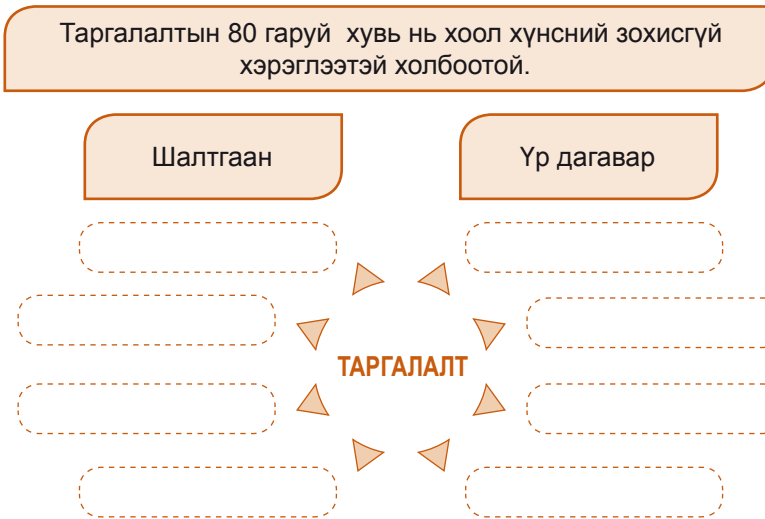 Таргалалтын 80 гаруй хувь нь хоол хүнсний зохисгүй
хэрэглээтэй холбоотой.
Шалтгаан
Үр дагавар
ТАРГАЛАЛТ